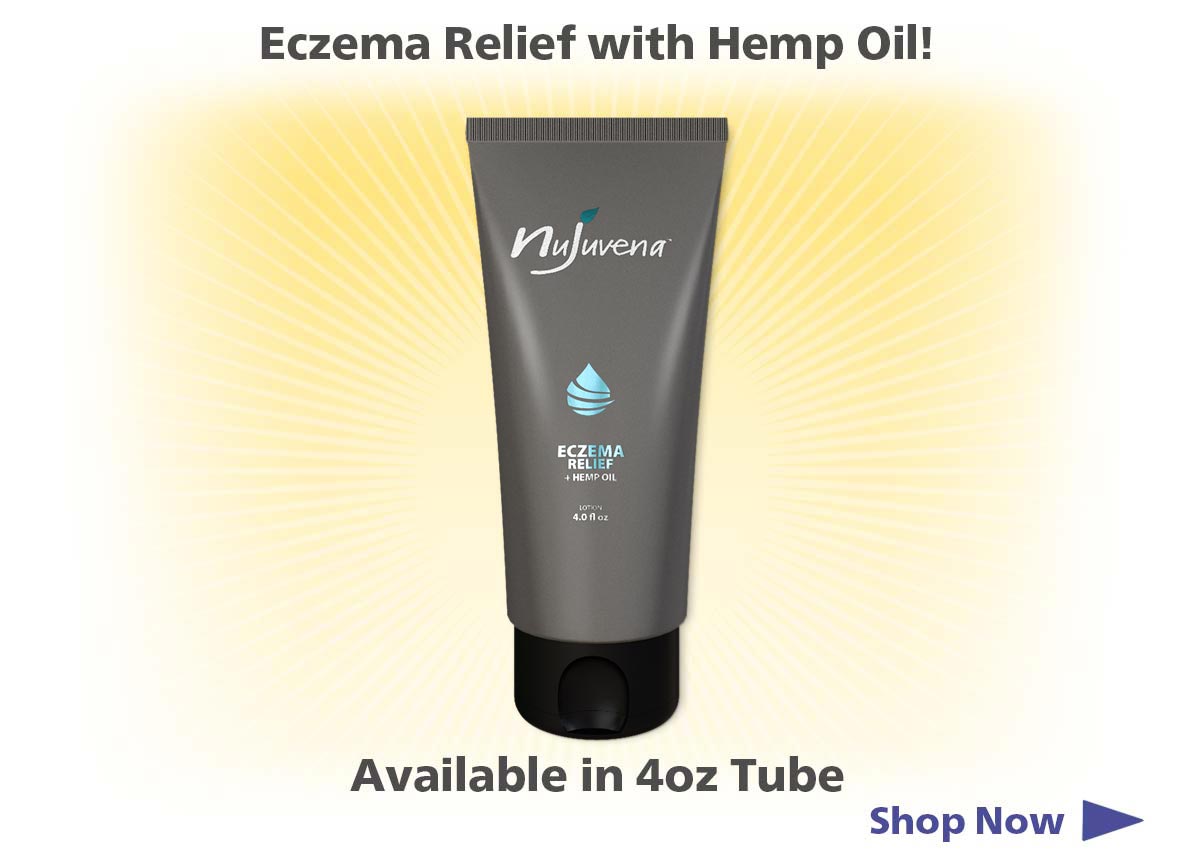 Eczema Relief with Hemp Oil!
nuJuvena™
ECZEMA
RELIEF
+ HEMP OIL
LOTION
4.0 fl oz
Available in 4oz Tube
Shop Now